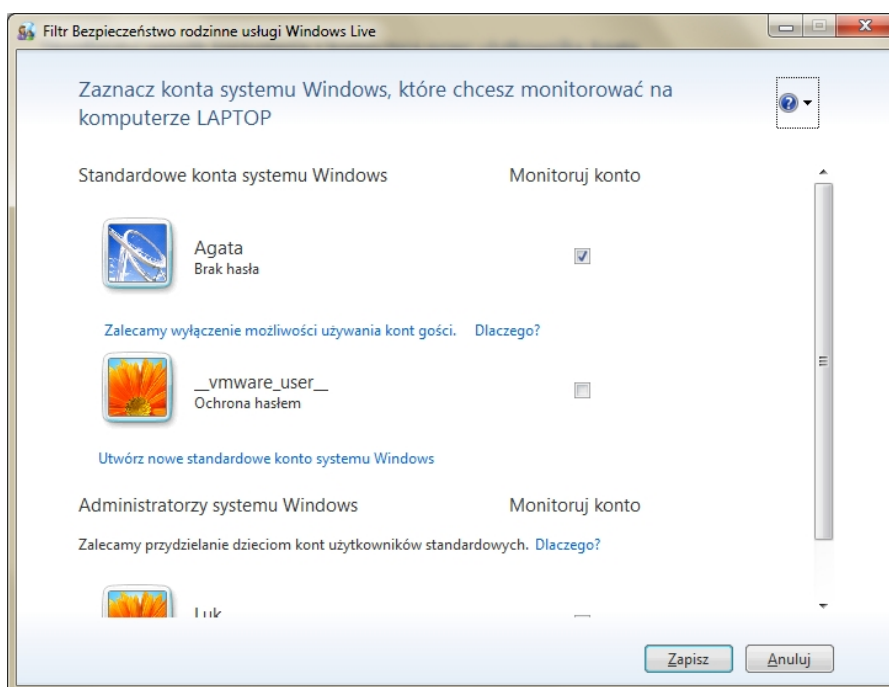 Filtr Bezpieczeństwo rodzinne usługi Windows Live
Zaznacz konta systemu Windows, które chcesz monitorować na
komputerze LAPTOP
Standardowe konta systemu Windows Monitoruj konto
Agata
Brak hasła
Zalecamy wyłączenie możliwości używania kont gości. Dlaczego?
__vmware_user__
Ochrona hasłem
Utwórz nowe standardowe konto systemu Windows
Administratorzy systemu Windows Monitoruj konto
Zalecamy przydzielanie dzieciom kont użytkowników standardowych. Dlaczego?
Luk
Zapisz Anuluj